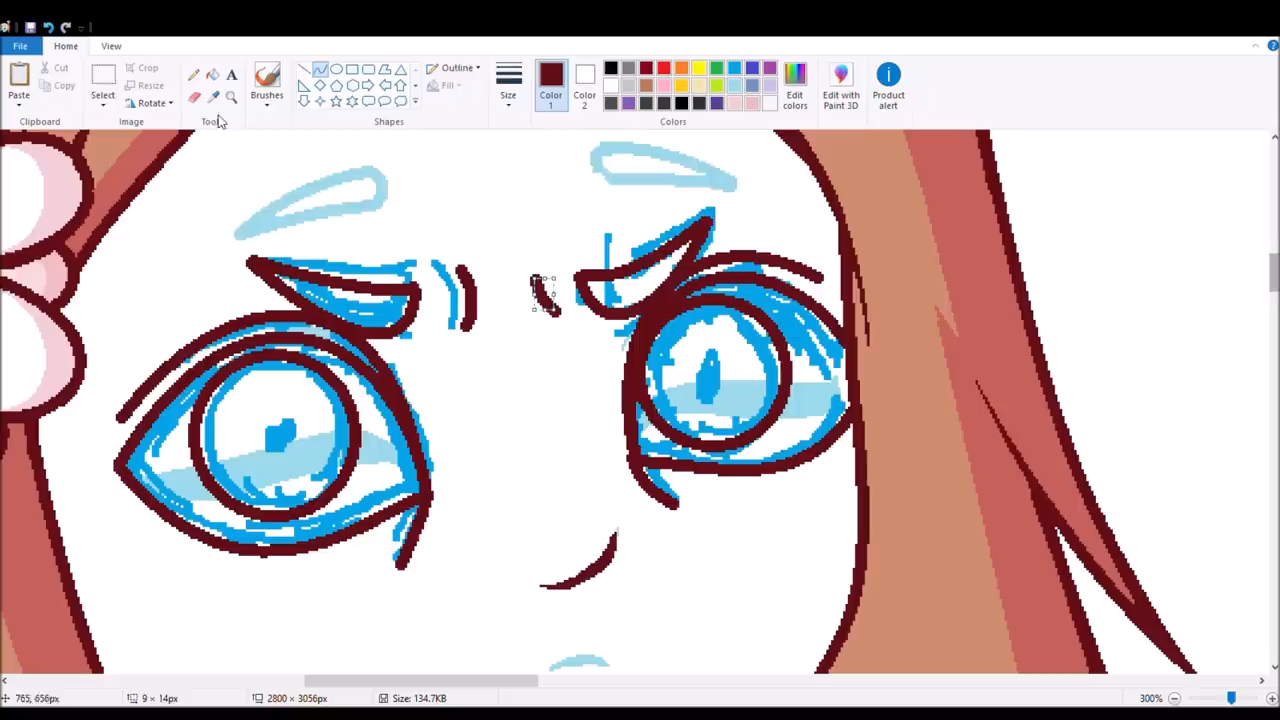 File Home View
Paste
Cut
Copy
Clipboard
Select
Crop
Resize
Rotate
Image
Brushes
Shapes
Outline
Fill
Size
Color 1
Color 2
Edit colors
Colors
Edit with Paint 3D
Product alert
765, 656px 9 × 14px 2800 × 3056px Size: 134.7KB 300%